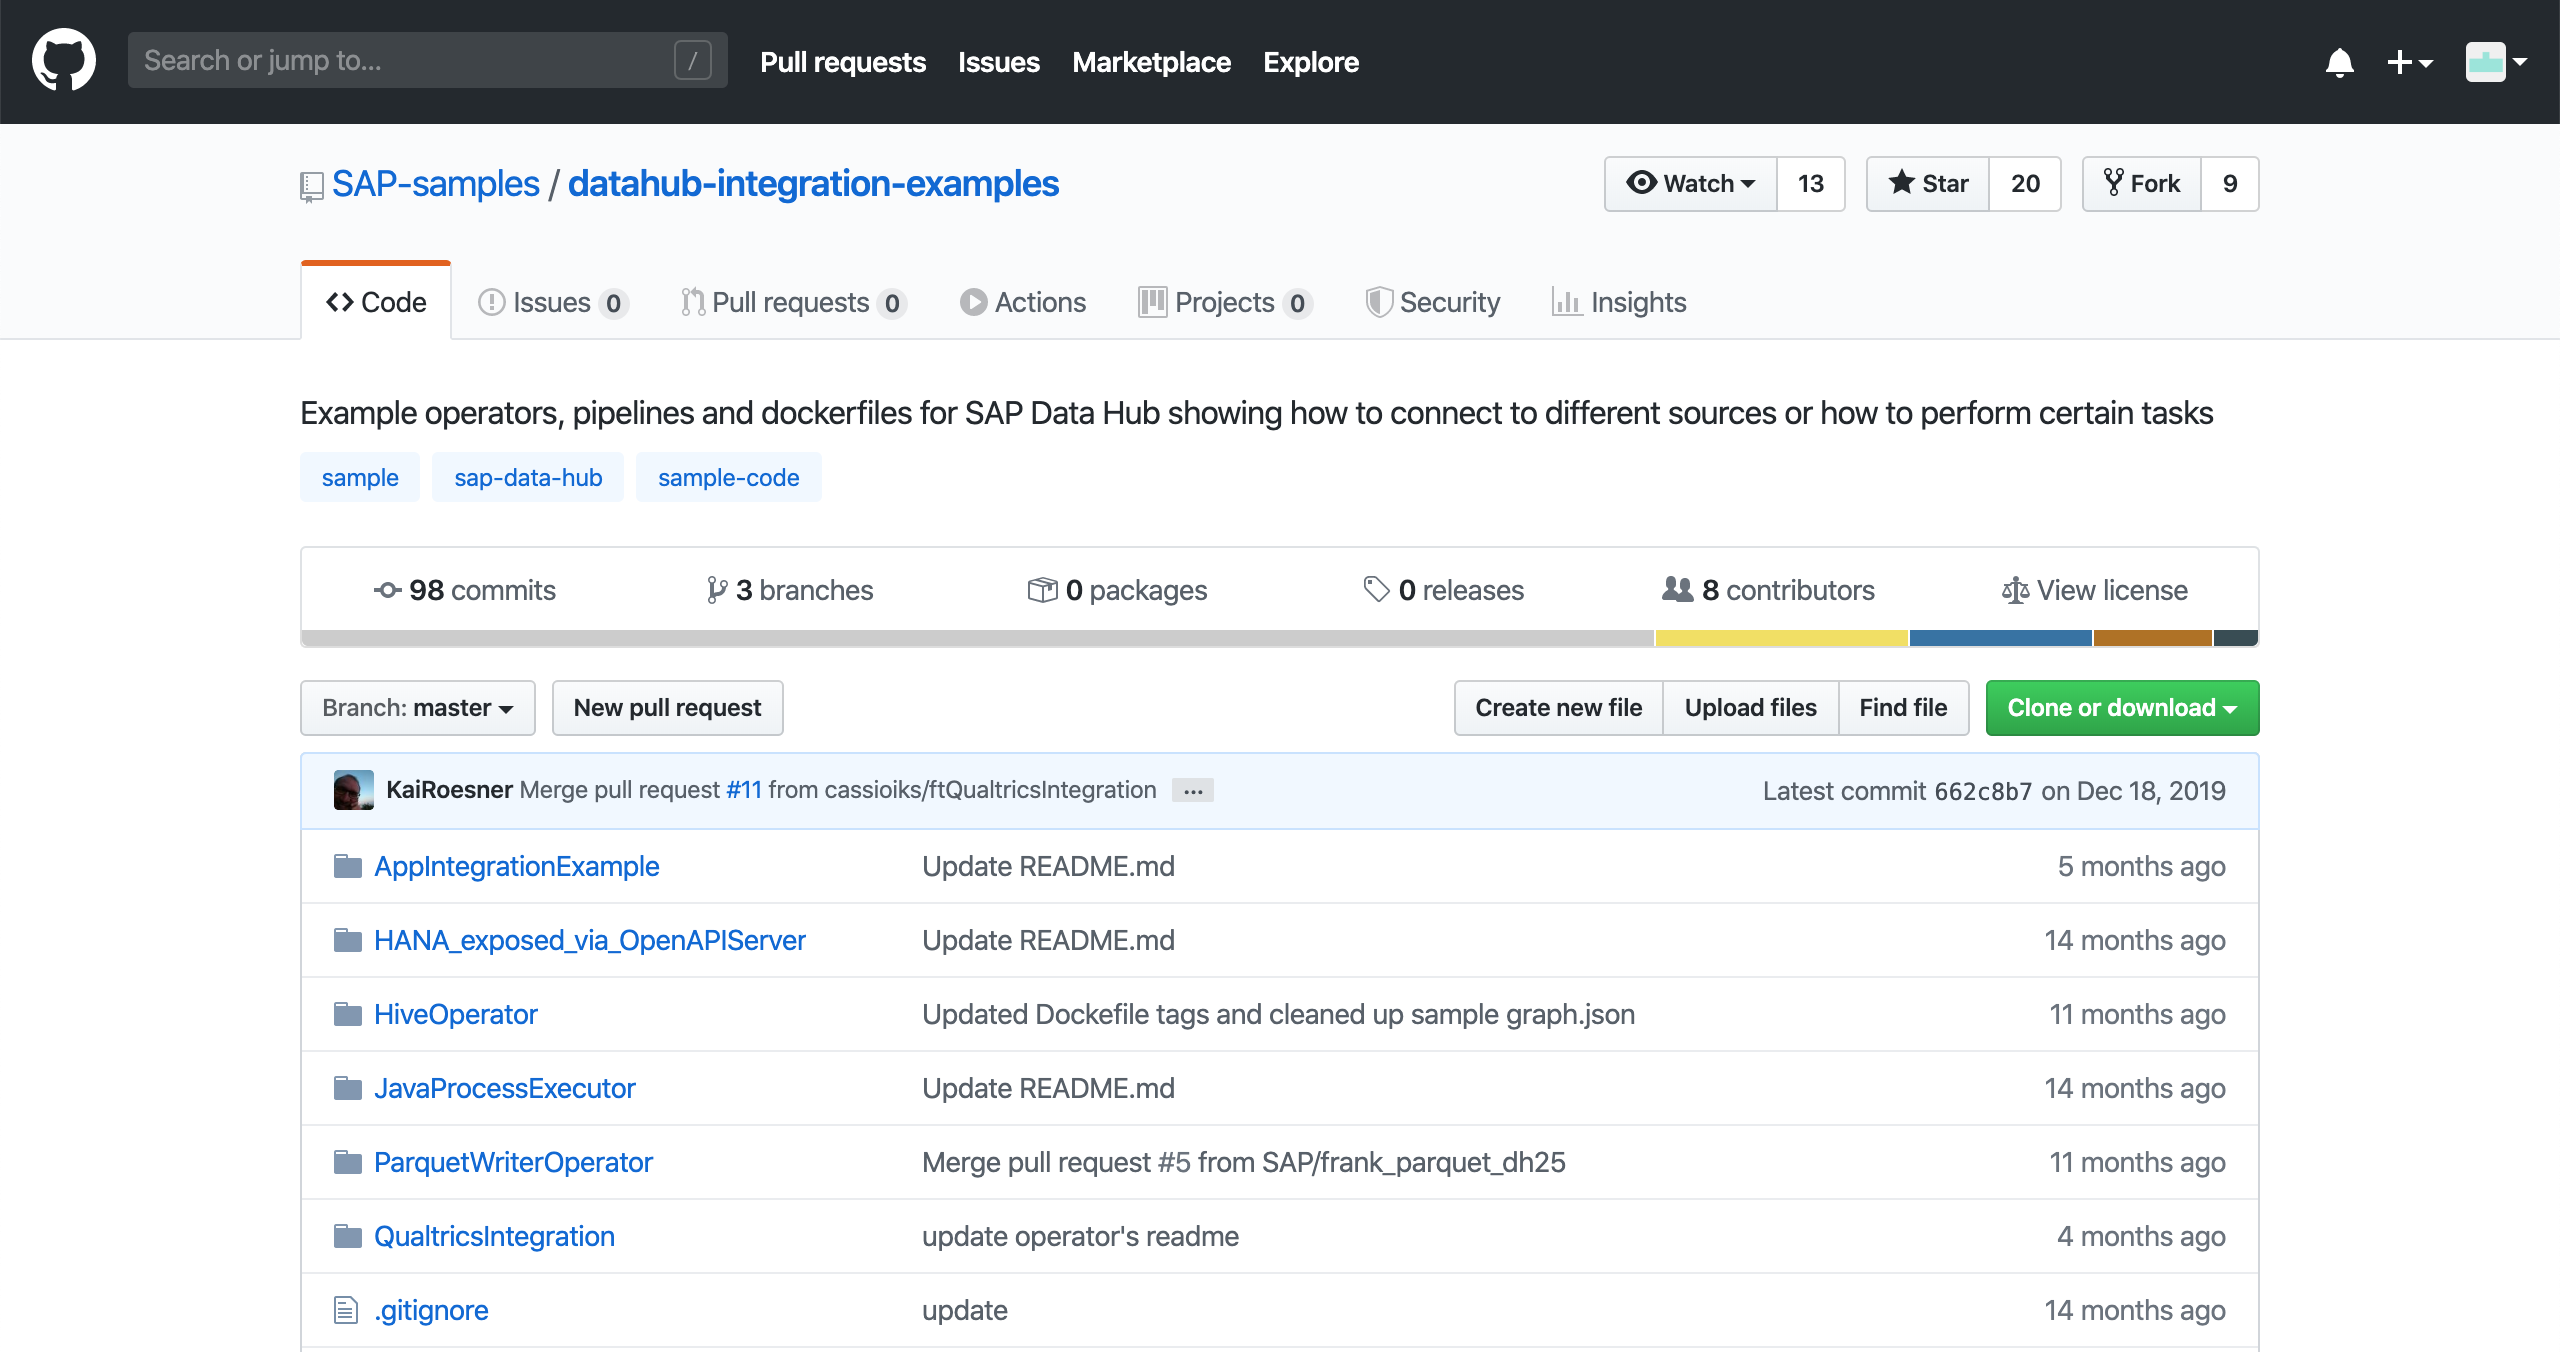 Search or jump to... /
Pull requests Issues Marketplace Explore
SAP-samples / datahub-integration-examples
Watch 13 Star 20 Fork 9
Code Issues 0 Pull requests 0 Actions Projects 0 Security Insights
Example operators, pipelines and dockerfiles for SAP Data Hub showing how to connect to different sources or how to perform certain tasks
sample sap-data-hub sample-code
98 commits 3 branches 0 packages 0 releases 8 contributors View license
Branch: master New pull request Create new file Upload files Find file Clone or download
KaiRoesner Merge pull request #11 from cassioiks/ftQualtricsIntegration ... Latest commit 662c8b7 on Dec 18, 2019
AppIntegrationExample Update README.md 5 months ago
HANA_exposed_via_OpenAPIServer Update README.md 14 months ago
HiveOperator Updated Dockefile tags and cleaned up sample graph.json 11 months ago
JavaProcessExecutor Update README.md 14 months ago
ParquetWriterOperator Merge pull request #5 from SAP/frank_parquet_dh25 11 months ago
QualtricsIntegration update operator's readme 4 months ago
.gitignore update 14 months ago